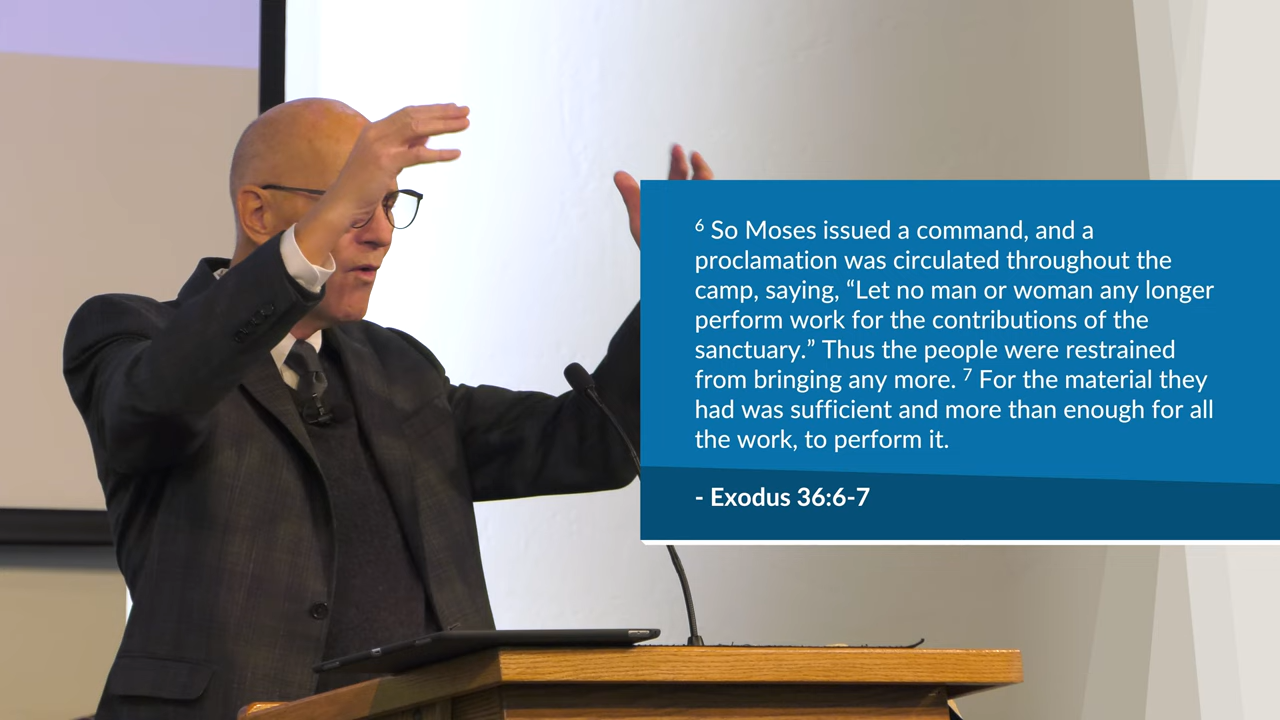 ⁶ So Moses issued a command, and a
proclamation was circulated throughout the
camp, saying, “Let no man or woman any longer
perform work for the contributions of the
sanctuary.” Thus the people were restrained
from bringing any more. ⁷ For the material they
had was sufficient and more than enough for all
the work, to perform it.
- Exodus 36:6-7